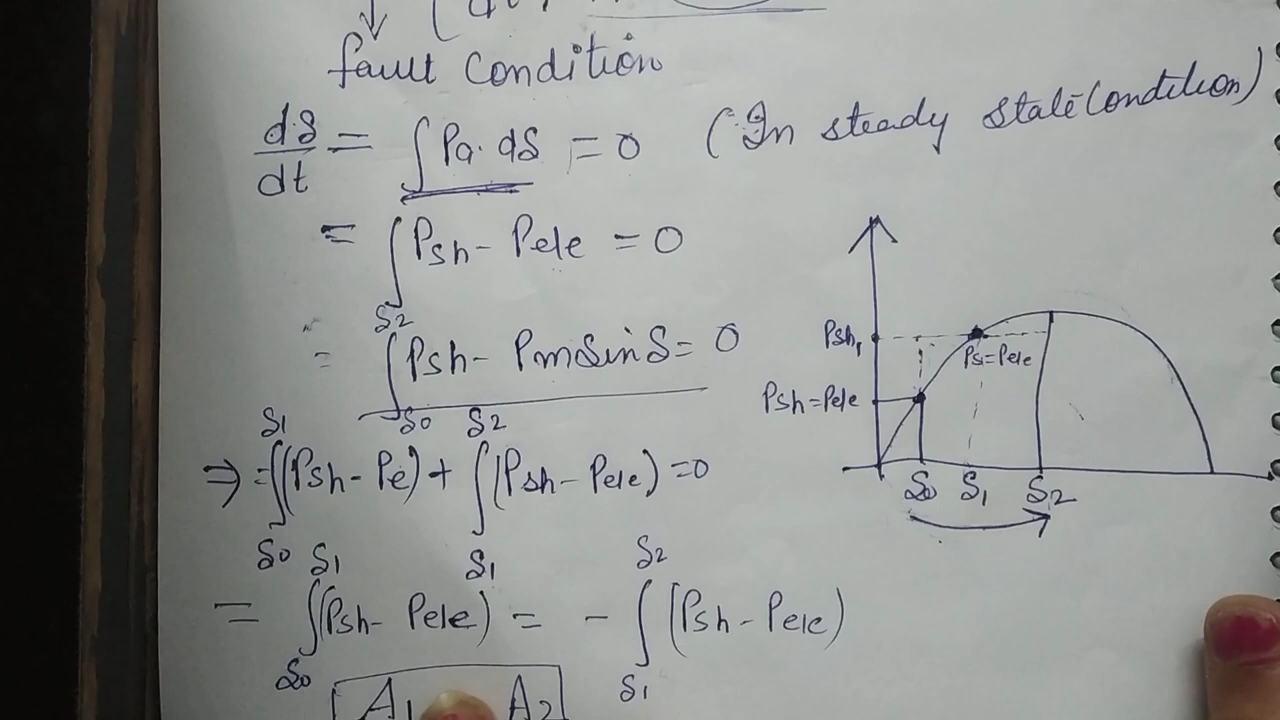 fault Condition
dδ/dt = ∫ Pa. dδ = 0 (In steady state Condition)
= ∫ Psh - Pele = 0
= ∫_{δ0}^{δ2} Psh - Pm Sin δ = 0
⇒ = ∫_{δ0}^{δ1} (Psh - Pe) + ∫_{δ1}^{δ2} (Psh - Pele) = 0
= ∫_{δ0}^{δ1} (Psh - Pele) = - ∫_{δ1}^{δ2} (Psh - Pele)
A1 A2
Psh1
Ps1=Pele
Psh=Pele
δ0 δ1 δ2